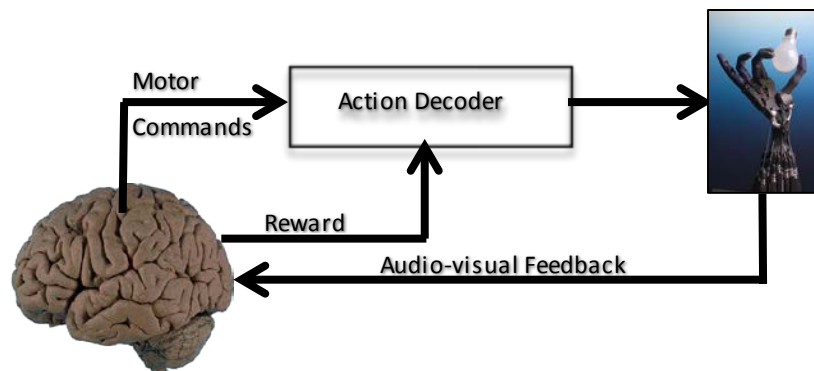 Motor
Commands
Action Decoder
Reward
Audio-visual Feedback